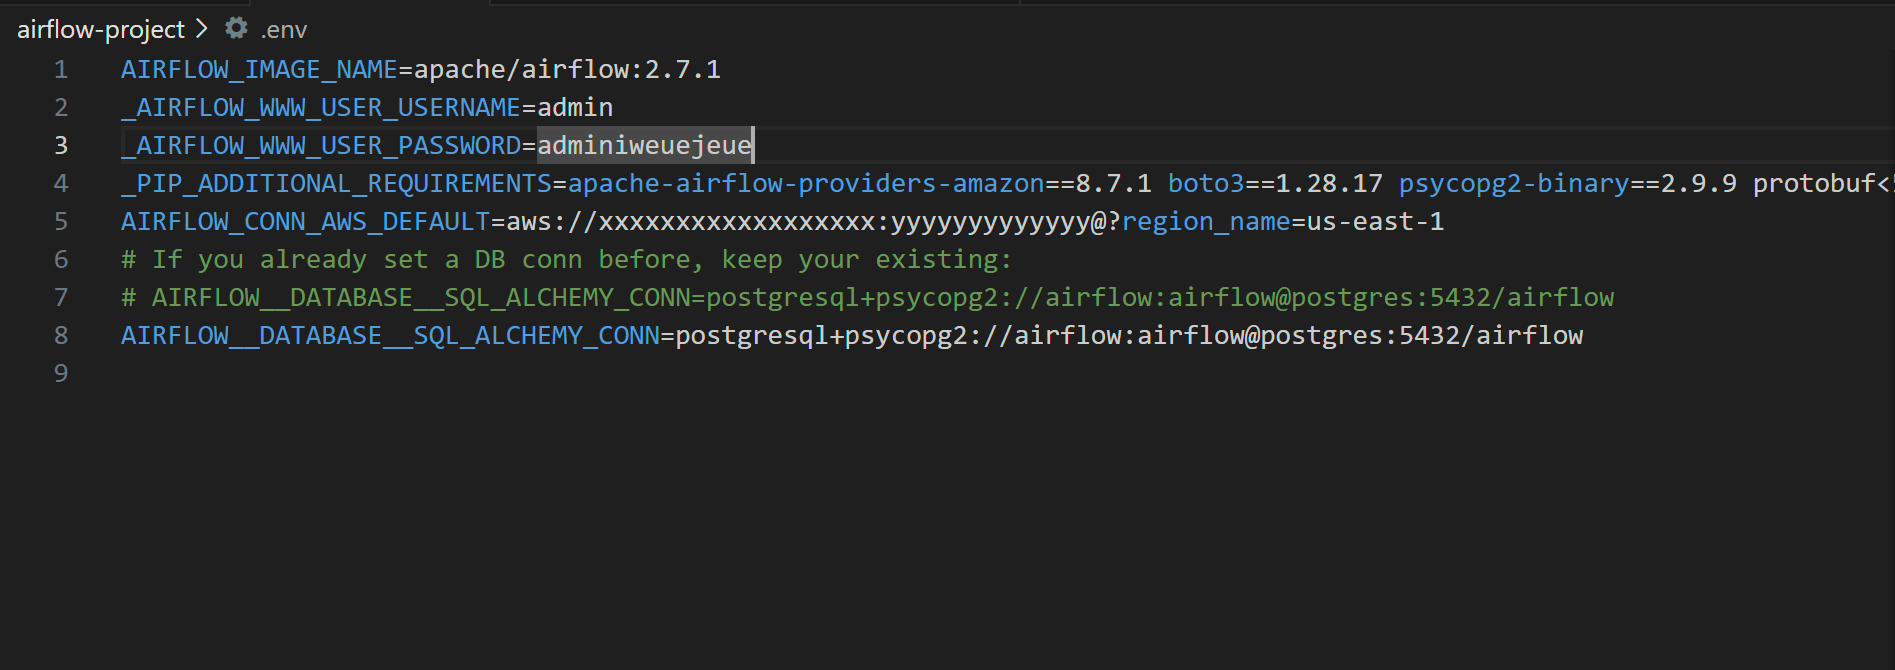 airflow-project > .env
1 AIRFLOW_IMAGE_NAME=apache/airflow:2.7.1
2 _AIRFLOW_WWW_USER_USERNAME=admin
3 _AIRFLOW_WWW_USER_PASSWORD=adminiweuejeue
4 _PIP_ADDITIONAL_REQUIREMENTS=apache-airflow-providers-amazon==8.7.1 boto3==1.28.17 psycopg2-binary==2.9.9 protobuf<
5 AIRFLOW_CONN_AWS_DEFAULT=aws://xxxxxxxxxxxxxxxxxx:yyyyyyyyyyyyy@?region_name=us-east-1
6 # If you already set a DB conn before, keep your existing:
7 # AIRFLOW__DATABASE__SQL_ALCHEMY_CONN=postgresql+psycopg2://airflow:airflow@postgres:5432/airflow
8 AIRFLOW__DATABASE__SQL_ALCHEMY_CONN=postgresql+psycopg2://airflow:airflow@postgres:5432/airflow
9